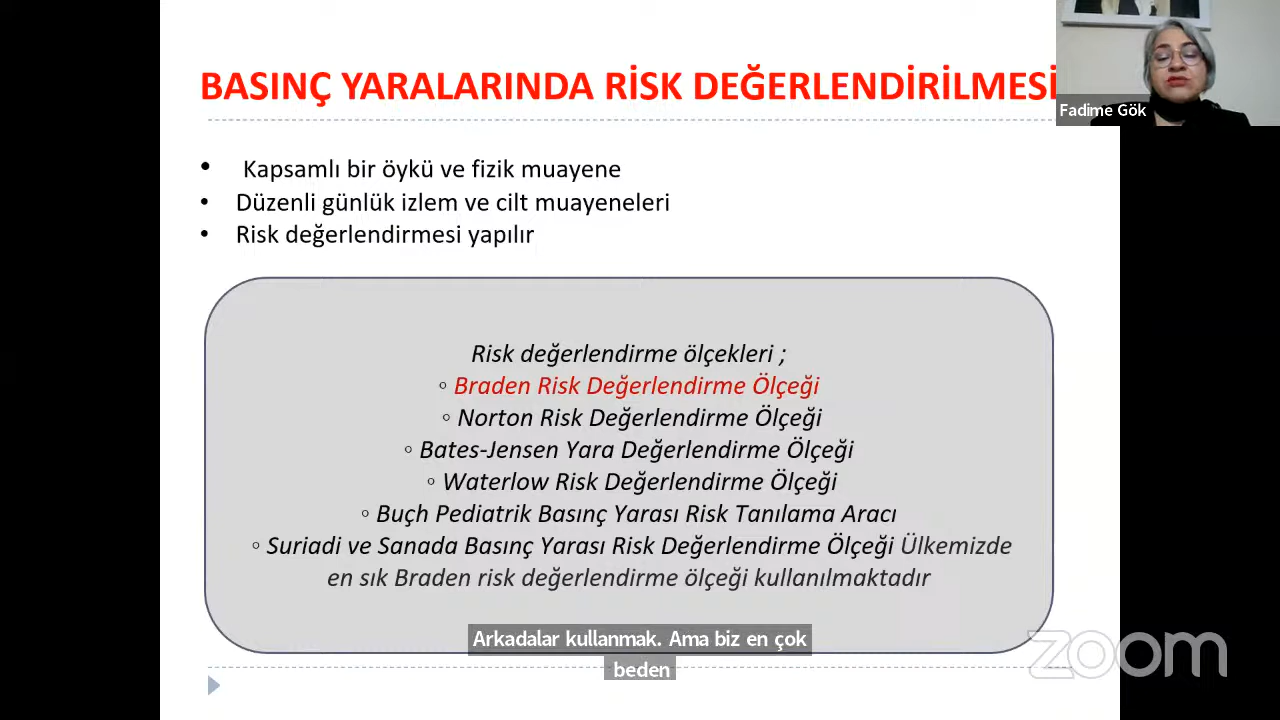 BASINÇ YARALARINDA RİSK DEĞERLENDİRİLMESİ
Fadime Gök
• Kapsamlı bir öykü ve fizik muayene
• Düzenli günlük izlem ve cilt muayeneleri
• Risk değerlendirmesi yapılır
Risk değerlendirme ölçekleri ;
◦ Braden Risk Değerlendirme Ölçeği
◦ Norton Risk Değerlendirme Ölçeği
◦ Bates-Jensen Yara Değerlendirme Ölçeği
◦ Waterlow Risk Değerlendirme Ölçeği
◦ Buçh Pediatrik Basınç Yarası Risk Tanılama Aracı
◦ Suriadi ve Sanada Basınç Yarası Risk Değerlendirme Ölçeği Ülkemizde
en sık Braden risk değerlendirme ölçeği kullanılmaktadır
Arkadalar kullanmak. Ama biz en çok
beden
zoom